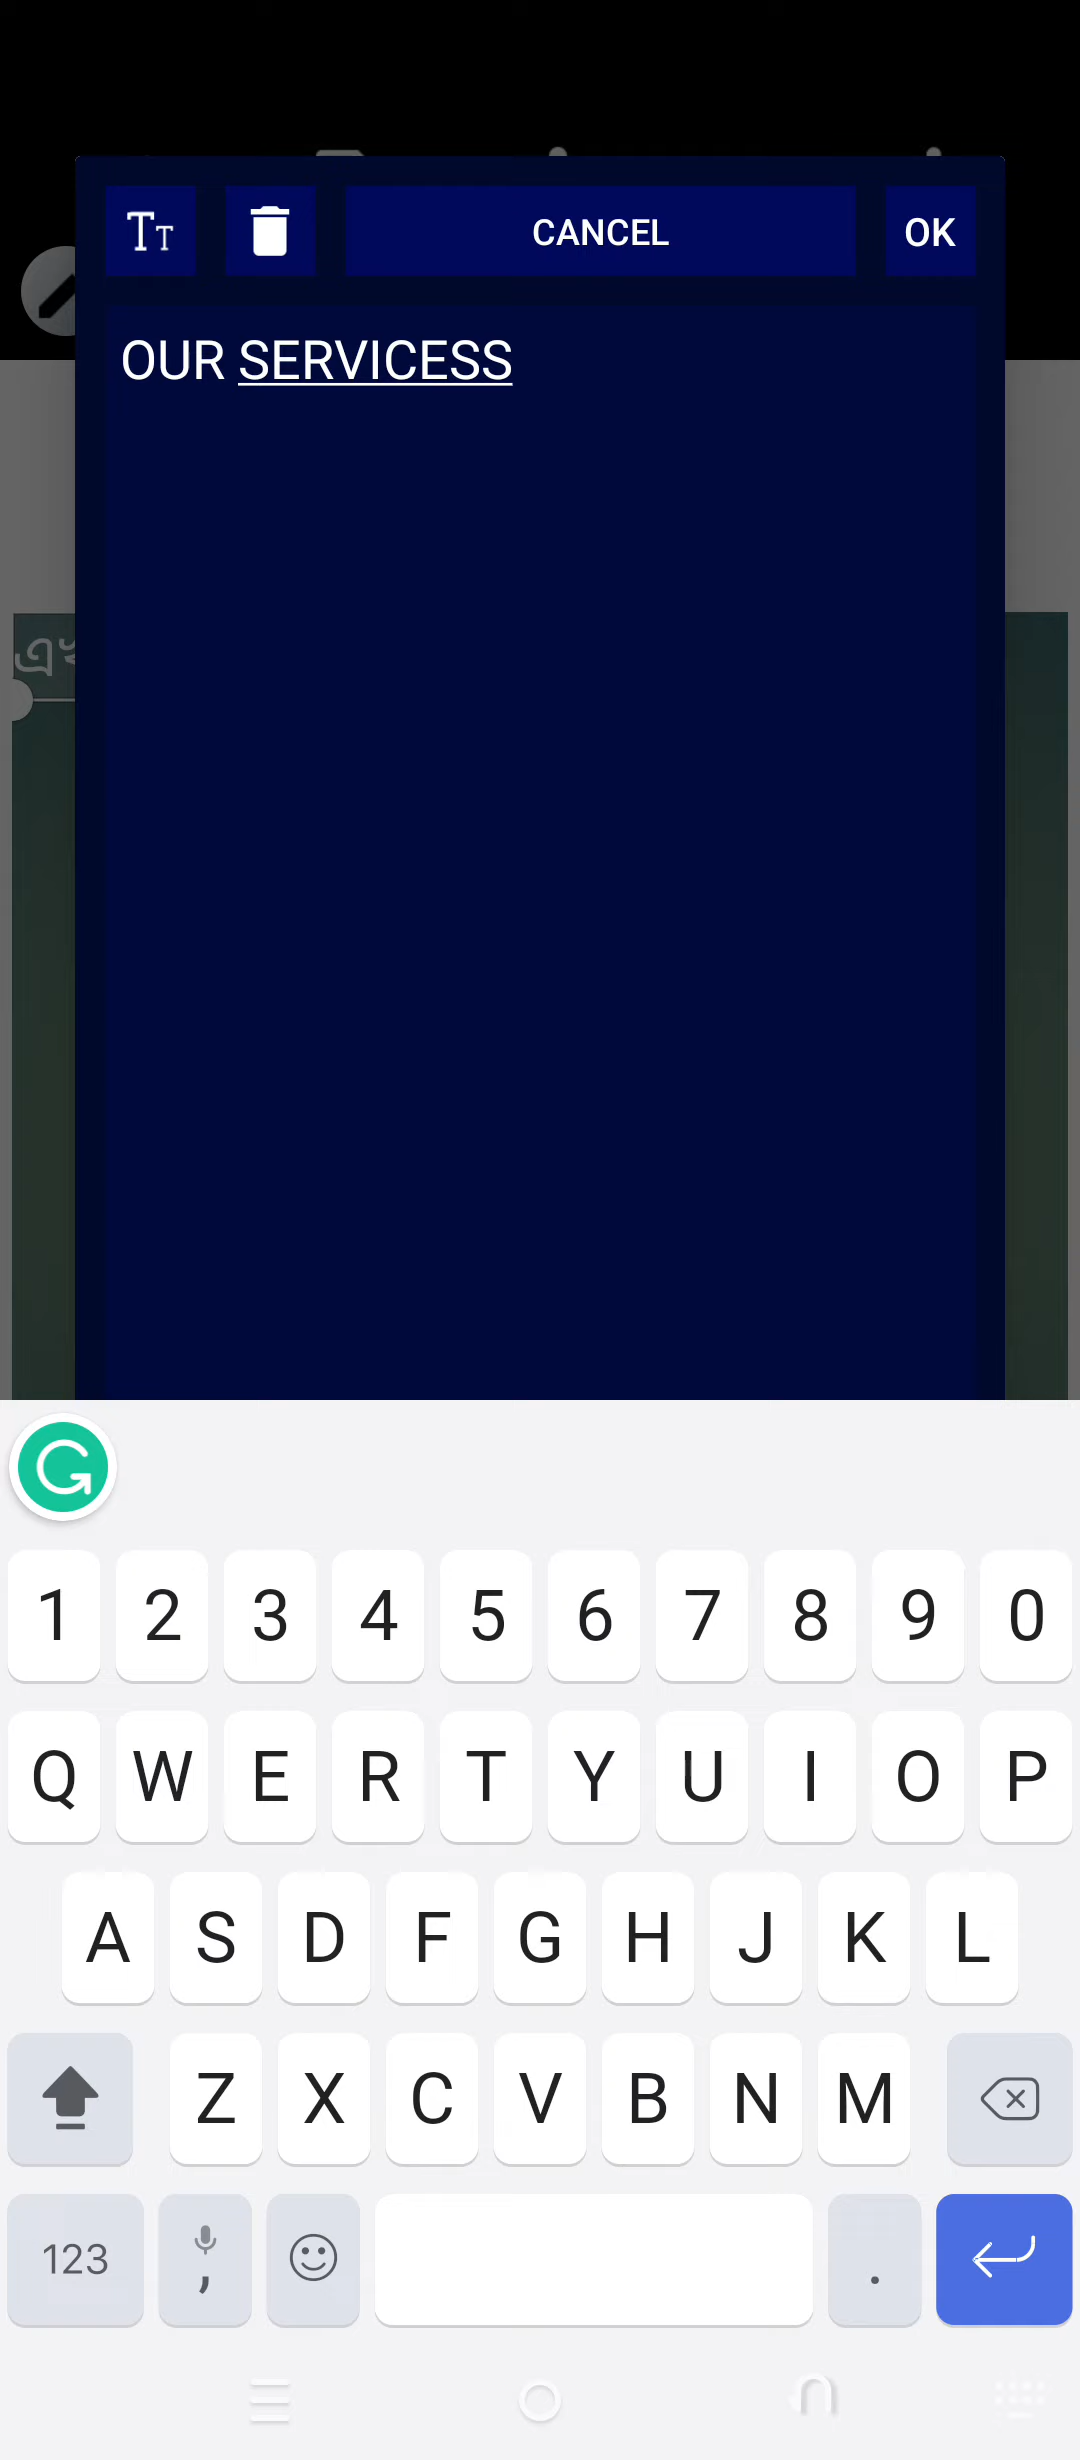 CANCEL
OK
OUR SERVICESS
1 2 3 4 5 6 7 8 9 0
Q W E R T Y U I O P
A S D F G H J K L
Z X C V B N M
123 , .